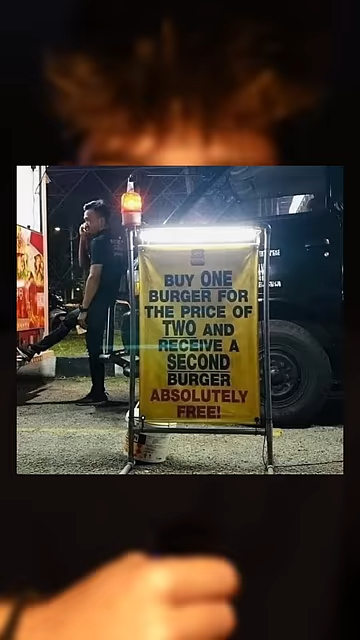 BUY ONE
BURGER FOR
THE PRICE OF
TWO AND
RECEIVE A
SECOND
BURGER
ABSOLUTELY
FREE!